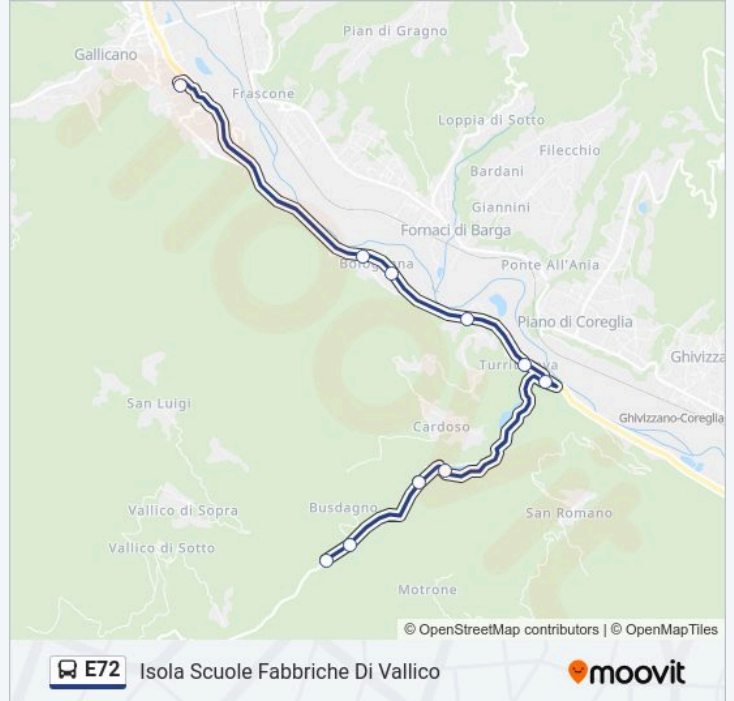 Pian di Gragno
Gallicano
Frascone
Loppia di Sotto
Filecchio
Bardani
Giannini
Fornaci di Barga
Bolognana
Ponte All'Ania
Piano di Coreglia
Ghivizza
Turritecava
San Luigi
Ghivizzano-Coreglia
Cardoso
Vallico di Sopra
Busdagno
San Romano
Vallico di Sotto
Motrone
© OpenStreetMap contributors | © OpenMapTiles
E72 Isola Scuole Fabbriche Di Vallico
moovit